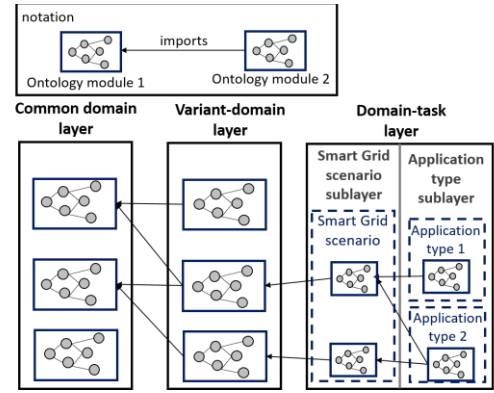 notation
imports
Ontology module 1
Ontology module 2
Common domain
layer
Variant-domain
layer
Domain-task
layer
Smart Grid
scenario
sublayer
Application
type
sublayer
Smart Grid
scenario
Application
type 1
Application
type 2